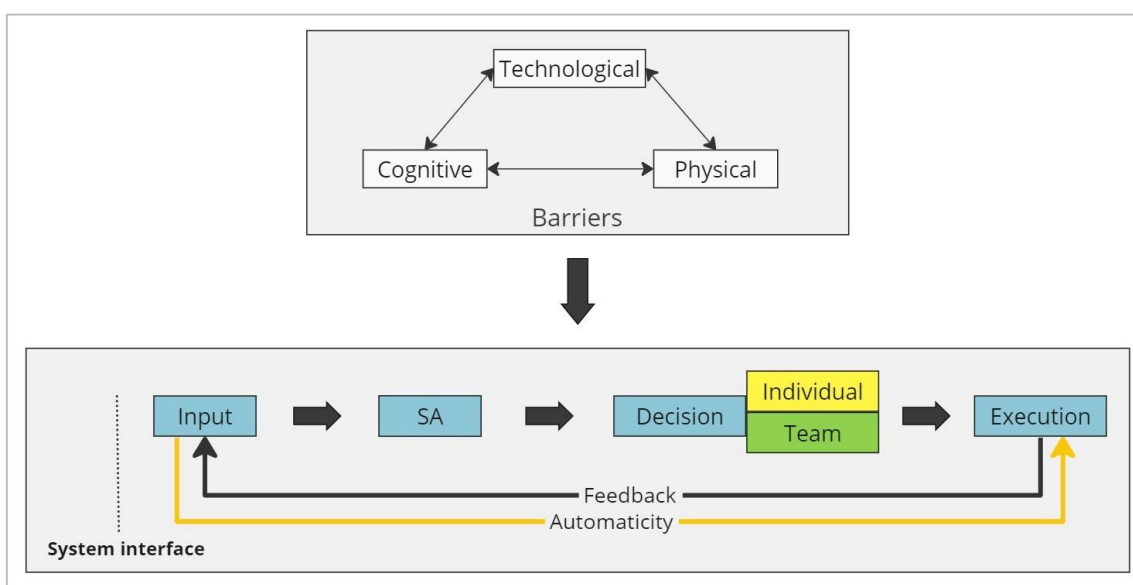 Technological
Cognitive
Physical
Barriers
Input
SA
Decision
Individual
Team
Execution
Feedback
Automaticity
System interface